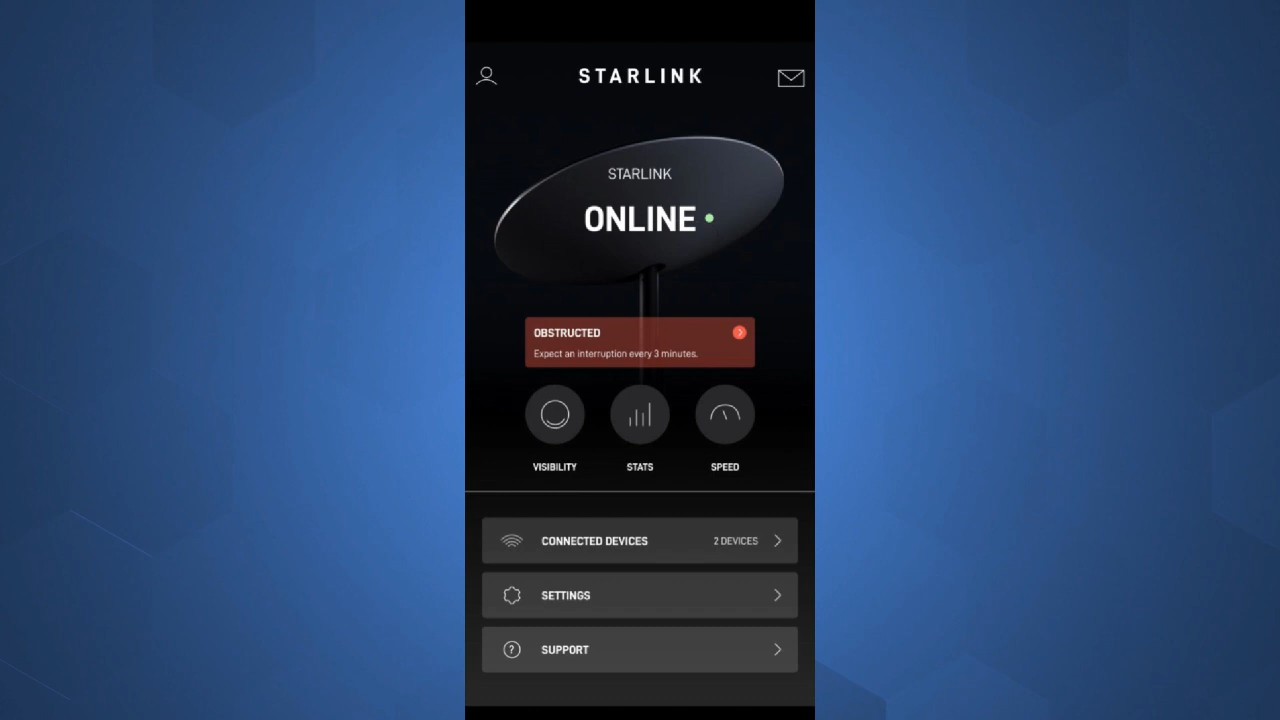 STARLINK
STARLINK
ONLINE
OBSTRUCTED
Expect an interruption every 3 minutes.
VISIBILITY STATS SPEED
CONNECTED DEVICES 2 DEVICES
SETTINGS
? SUPPORT